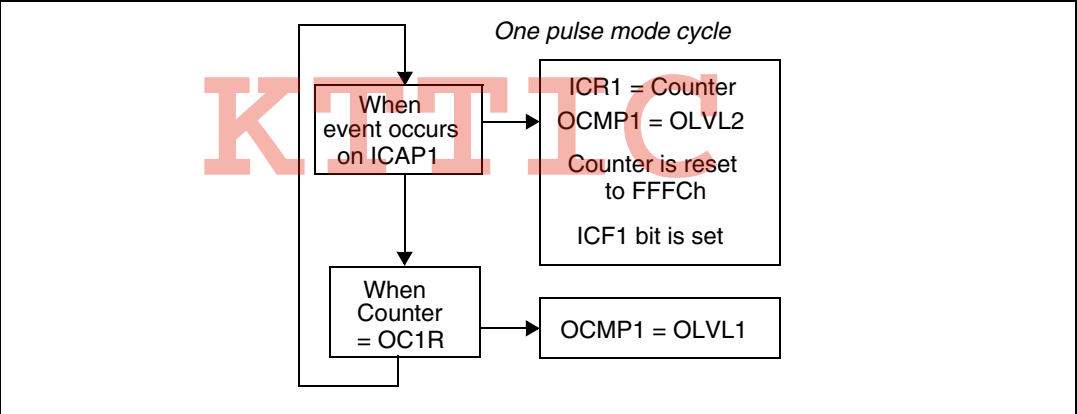 One pulse mode cycle
When
event occurs
on ICAP1
ICR1 = Counter
OCMP1 = OLVL2
Counter is reset
to FFFCh
ICF1 bit is set
When
Counter
= OC1R
OCMP1 = OLVL1
KTTIC